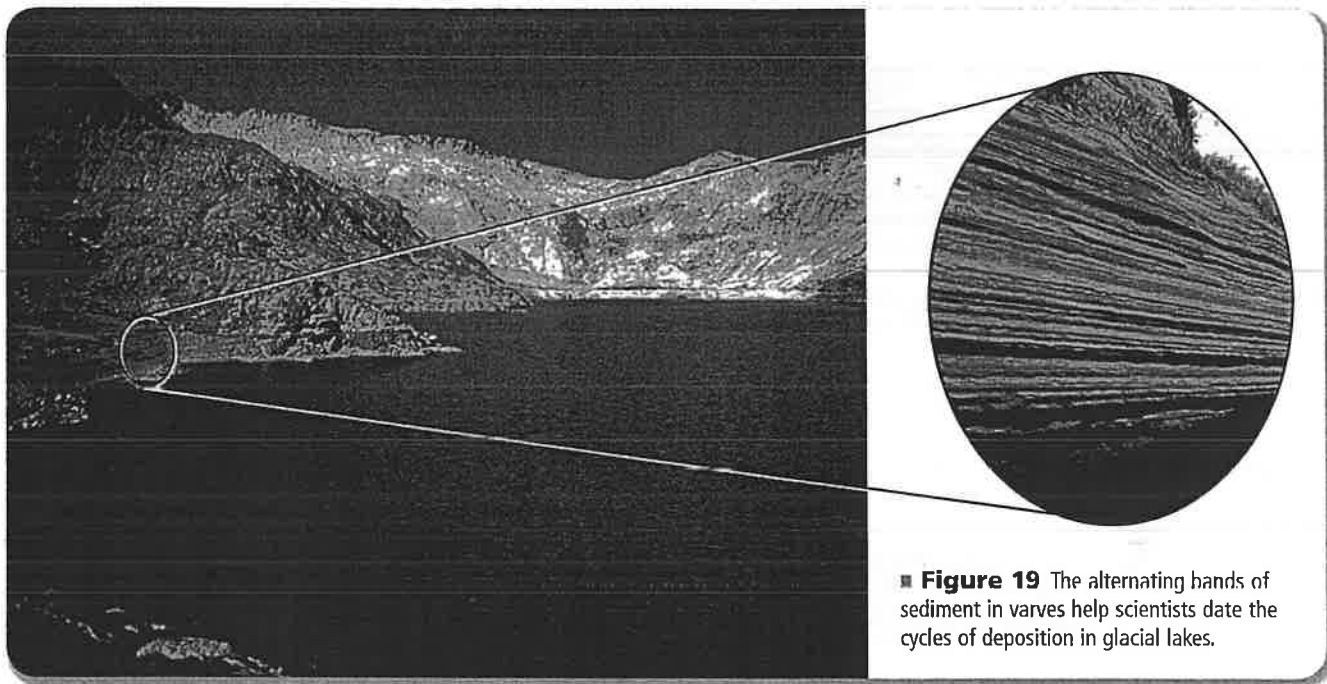 ■ Figure 19 The alternating bands of
sediment in varves help scientists date the
cycles of deposition in glacial lakes.